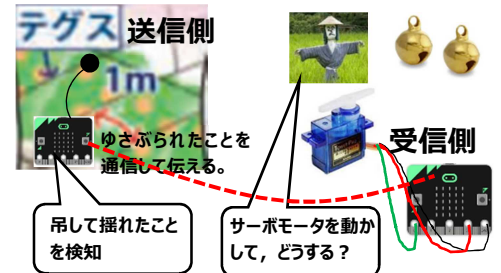 テグス
送信側
1m
ゆさぶられたことを
通信して伝える。
受信側
吊して揺れたこと
を検知
サーボモータを動か
して，どうする？